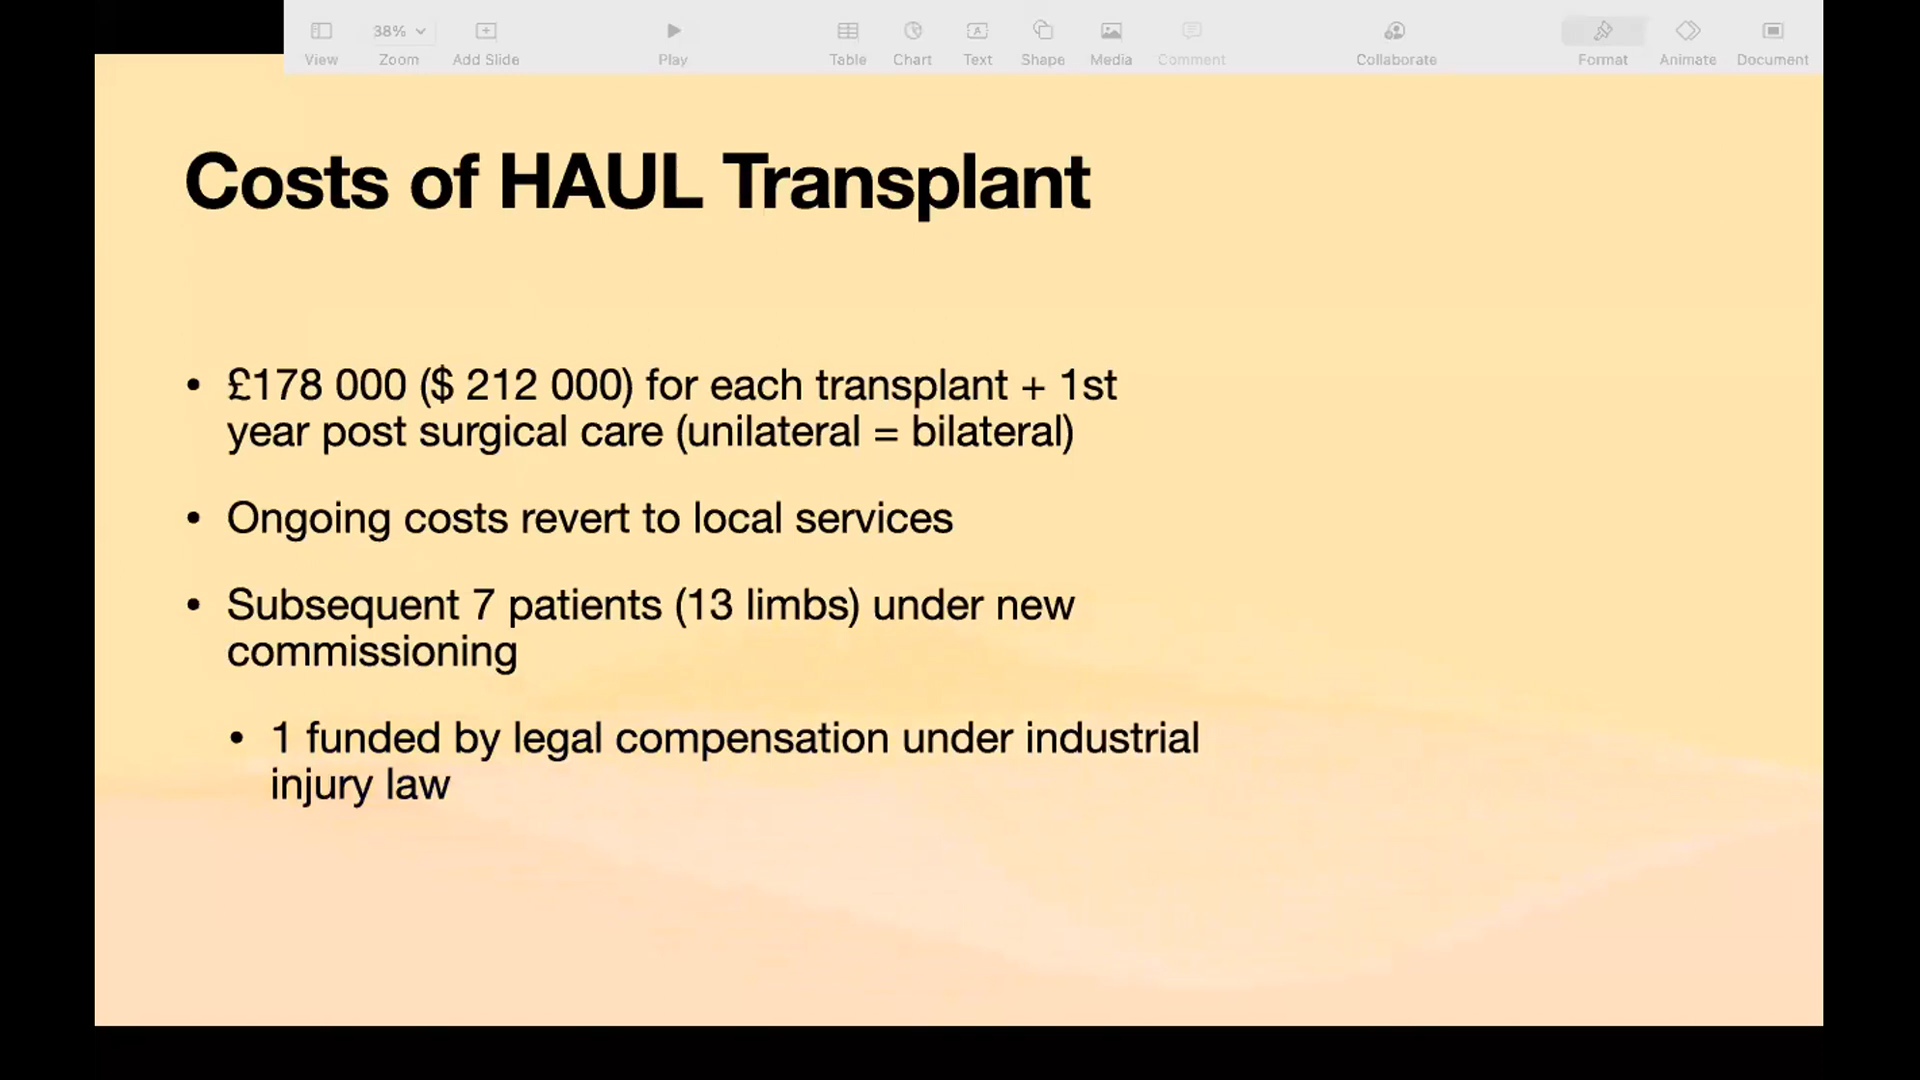 38%
View Zoom Add Slide Play Table Chart Text Shape Media Comment Collaborate Format Animate Document
Costs of HAUL Transplant
• £178 000 ($ 212 000) for each transplant + 1st
year post surgical care (unilateral = bilateral)
• Ongoing costs revert to local services
• Subsequent 7 patients (13 limbs) under new
commissioning
• 1 funded by legal compensation under industrial
injury law